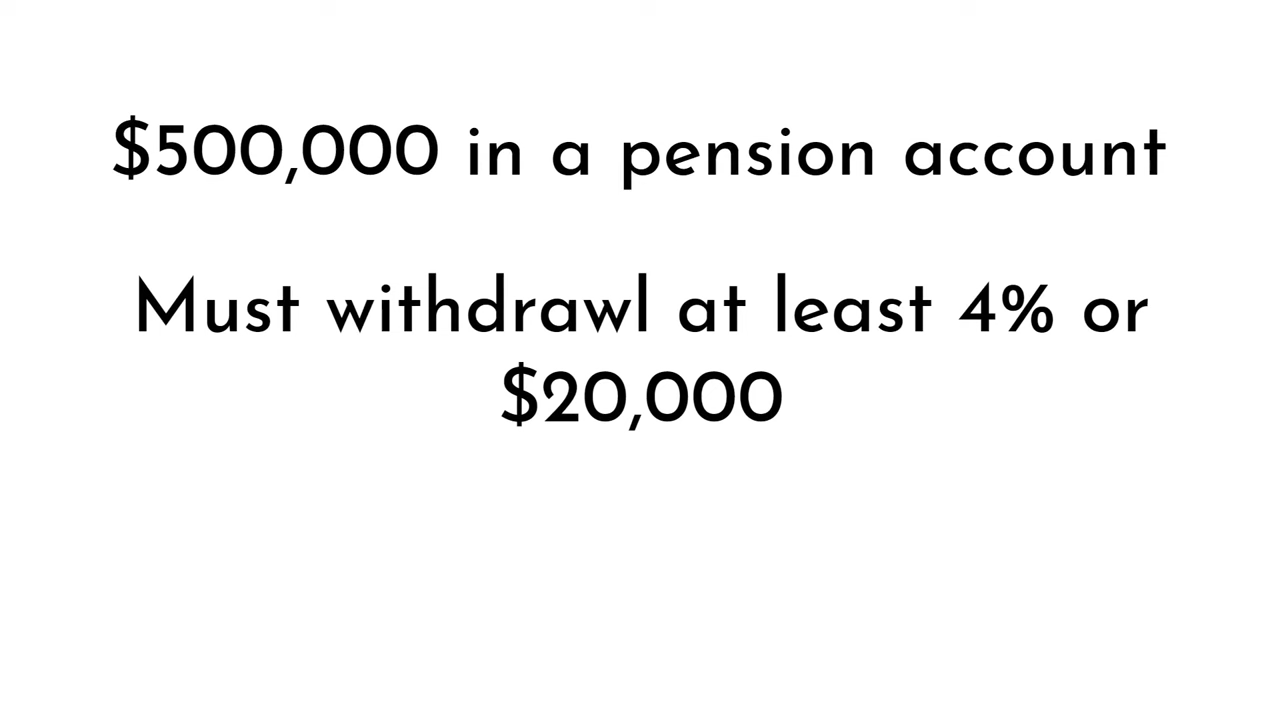 $500,000 in a pension account
Must withdrawl at least 4% or
$20,000